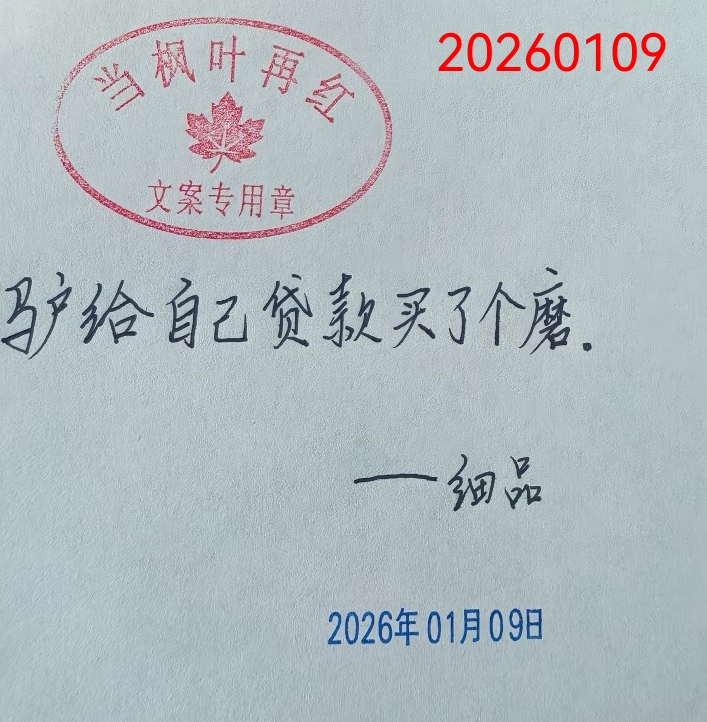 20260109
当枫叶再红
文案专用章
驴给自己贷款买了个磨.
——细品
2026年01月09日